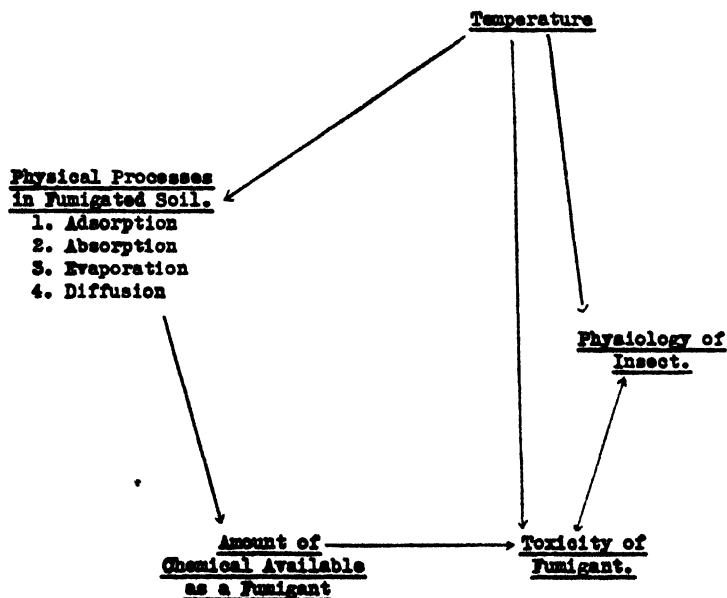 Temperature
Physical Processes
in Fumigated Soil.
1. Adsorption
2. Absorption
3. Evaporation
4. Diffusion
Physiology of
Insect.
Amount of
Chemical Available
as a Fumigant
Toxicity of
Fumigant.